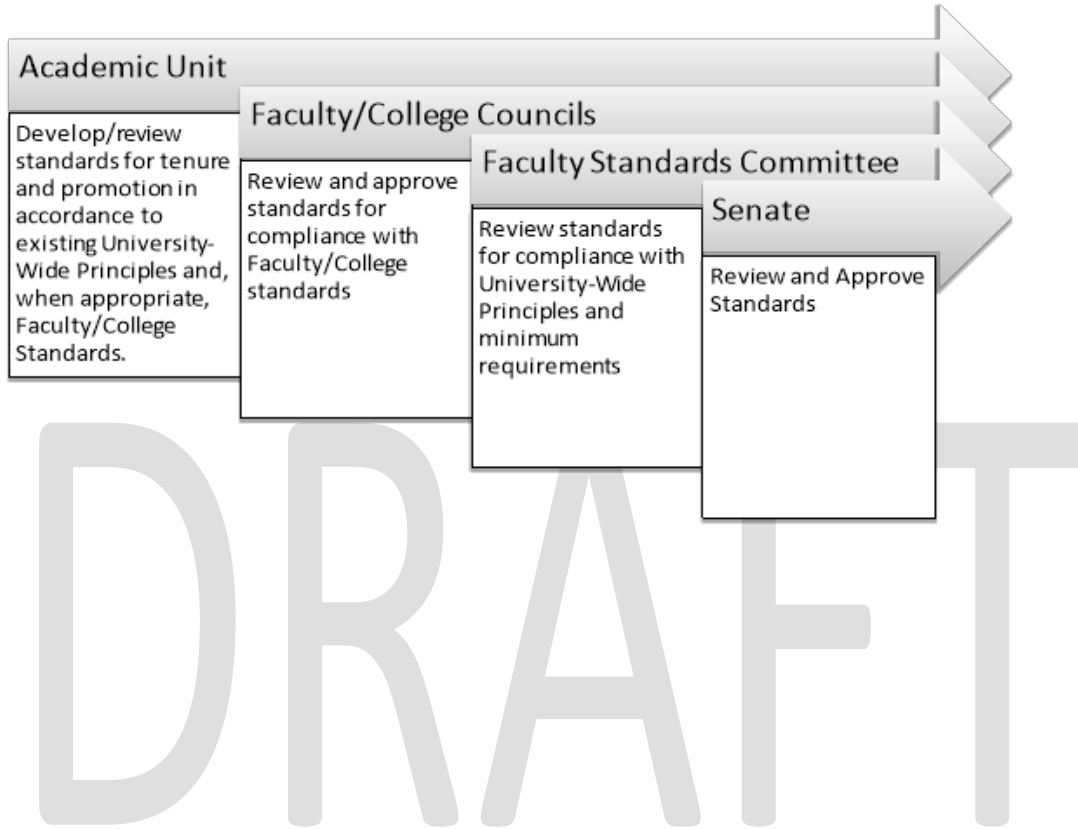 Academic Unit
Develop/review
standards for tenure
and promotion in
accordance to
existing University-
Wide Principles and,
when appropriate,
Faculty/College
Standards.
Faculty/College Councils
Review and approve
standards for
compliance with
Faculty/College
standards
Faculty Standards Committee
Review standards
for compliance with
University-Wide
Principles and
minimum
requirements
Senate
Review and Approve
Standards
DRAFT